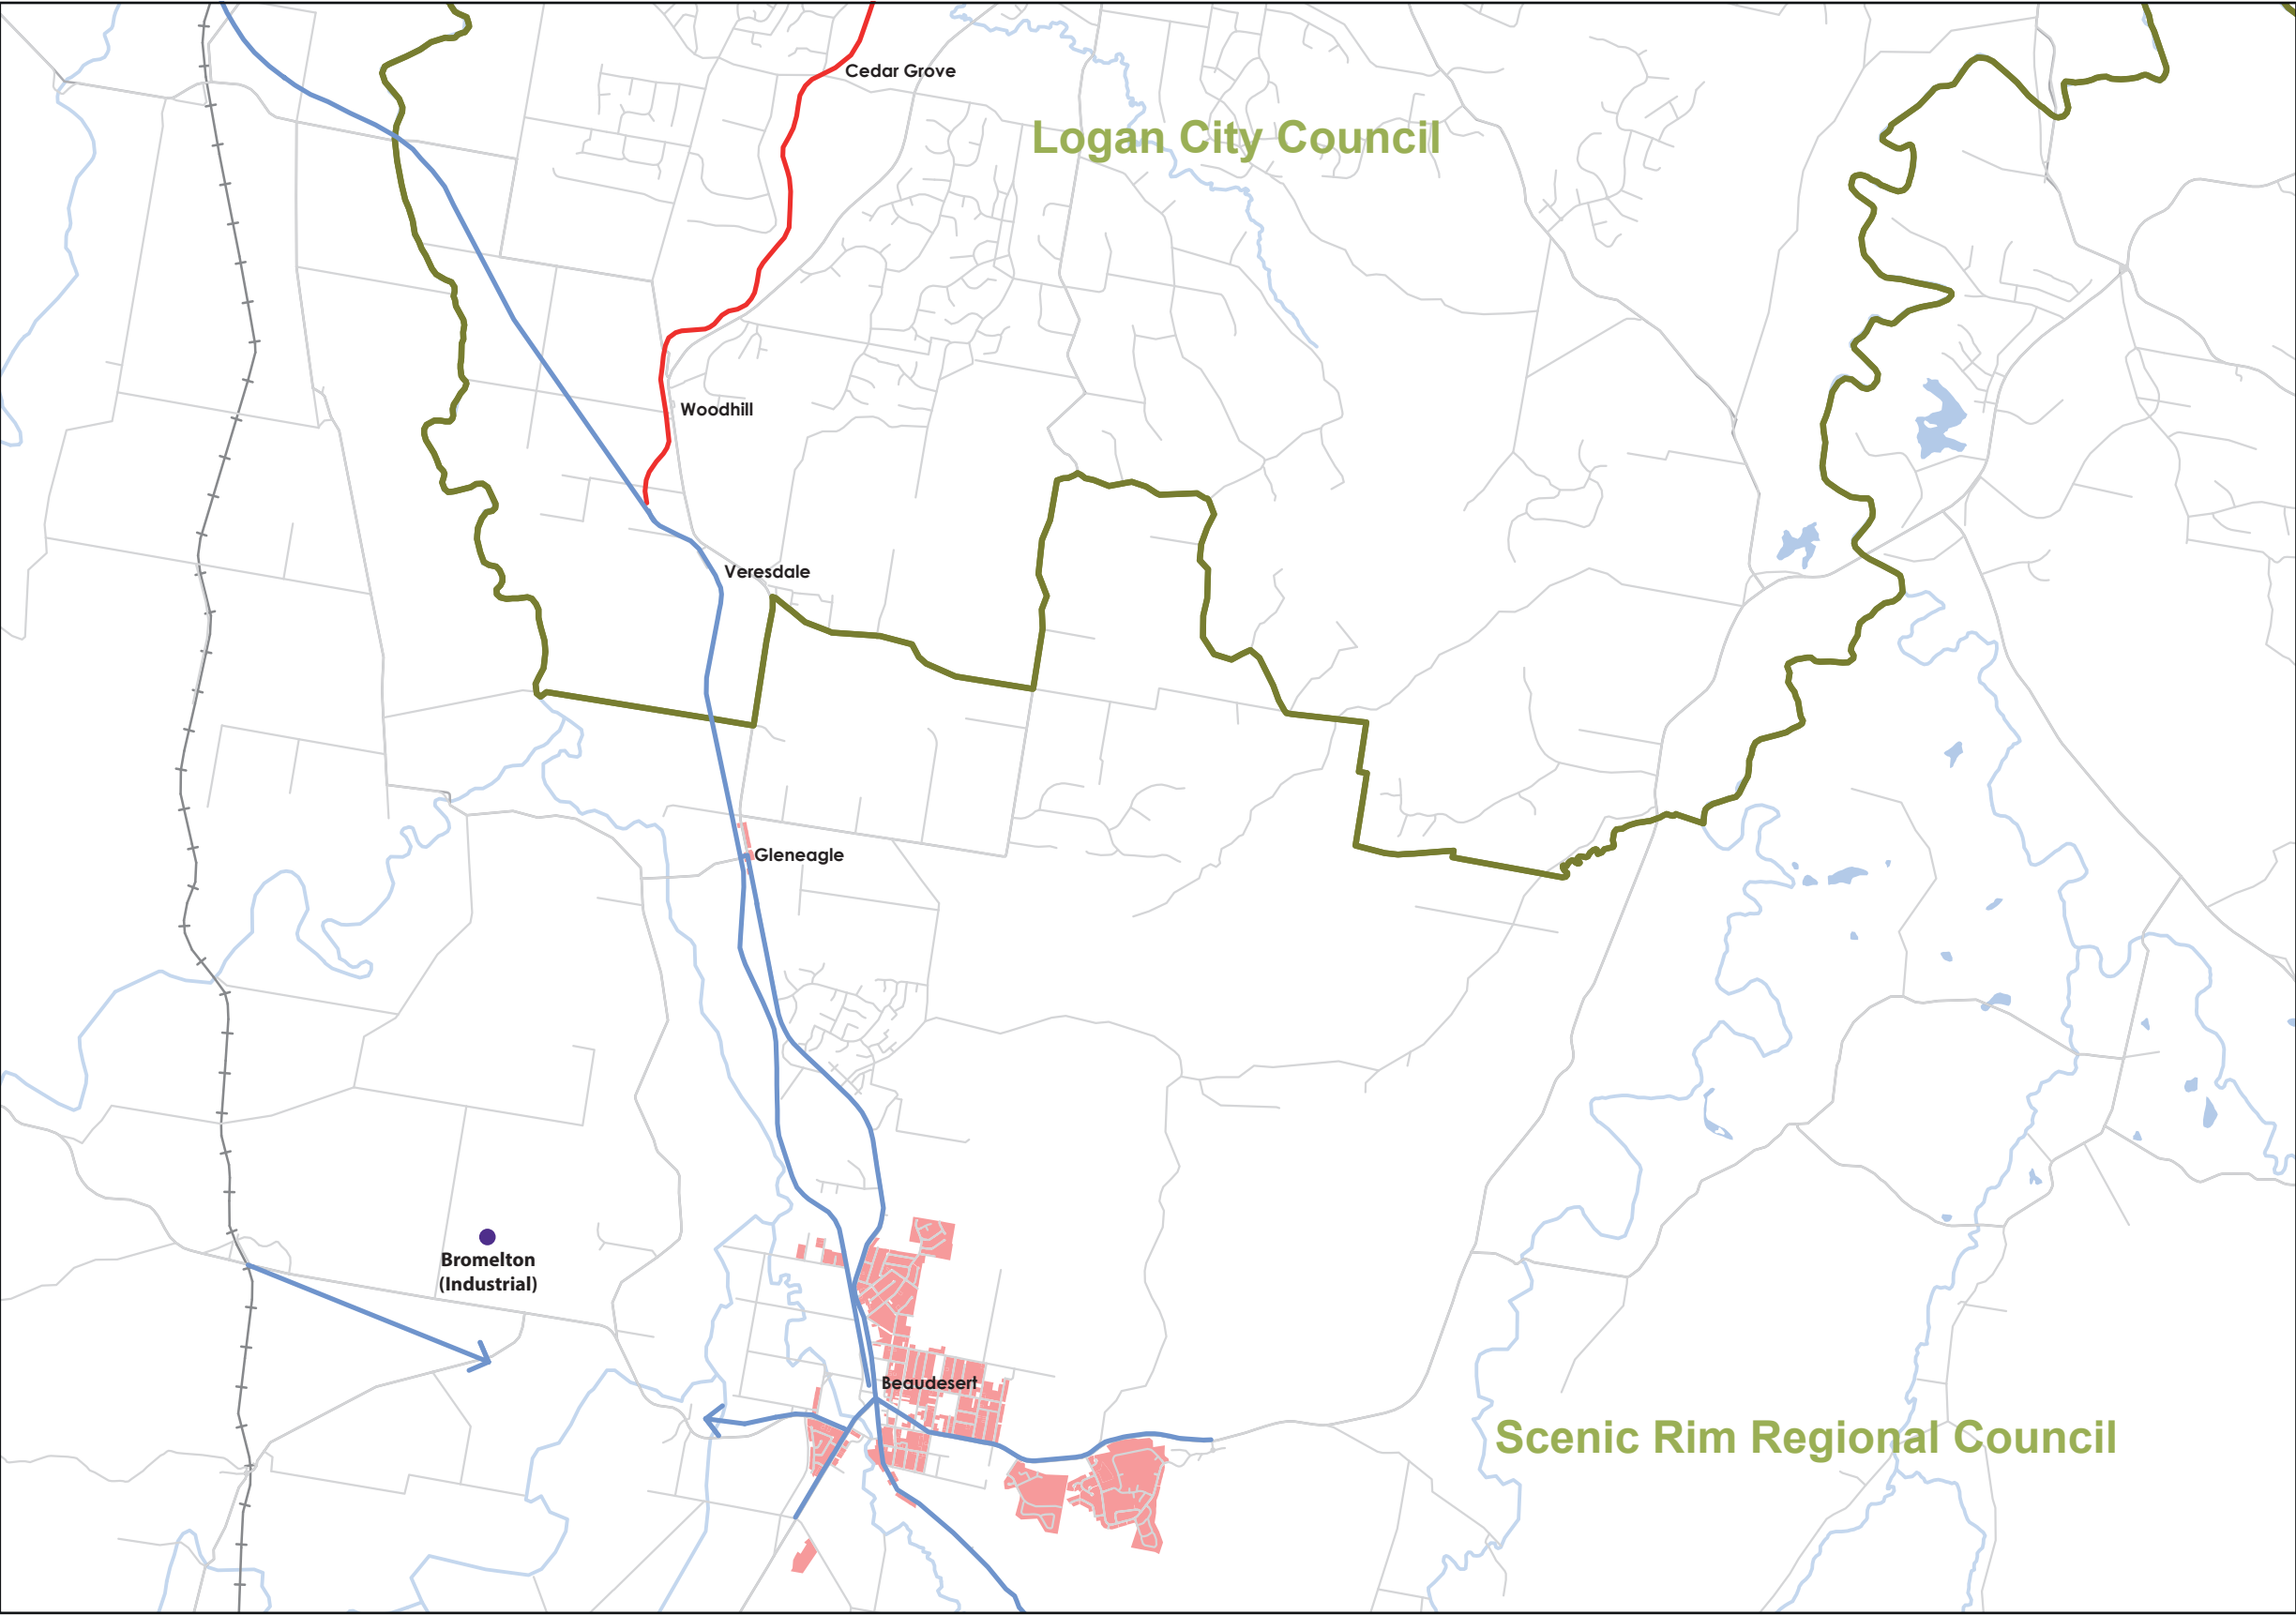 Cedar Grove
Logan City Council
Woodhill
Veresdale
Gleneagle
Bromelton
(Industrial)
Beaudesert
Scenic Rim Regional Council